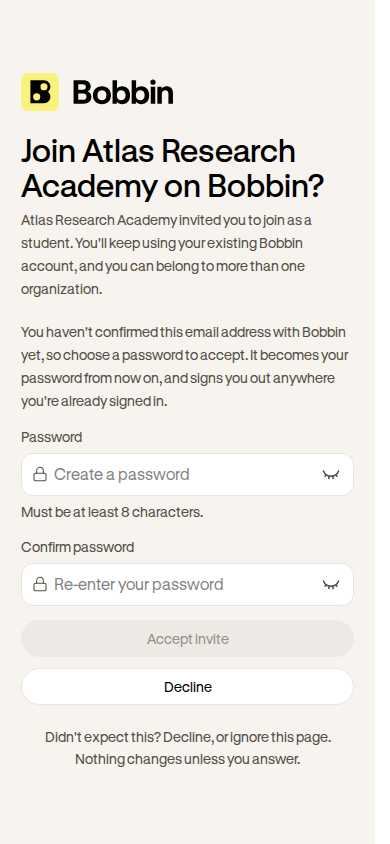 Bobbin
Join Atlas Research
Academy on Bobbin?
Atlas Research Academy invited you to join as a
student. You'll keep using your existing Bobbin
account, and you can belong to more than one
organization.
You haven't confirmed this email address with Bobbin
yet, so choose a password to accept. It becomes your
password from now on, and signs you out anywhere
you're already signed in.
Password
Create a password
Must be at least 8 characters.
Confirm password
Re-enter your password
Accept invite
Decline
Didn't expect this? Decline, or ignore this page.
Nothing changes unless you answer.